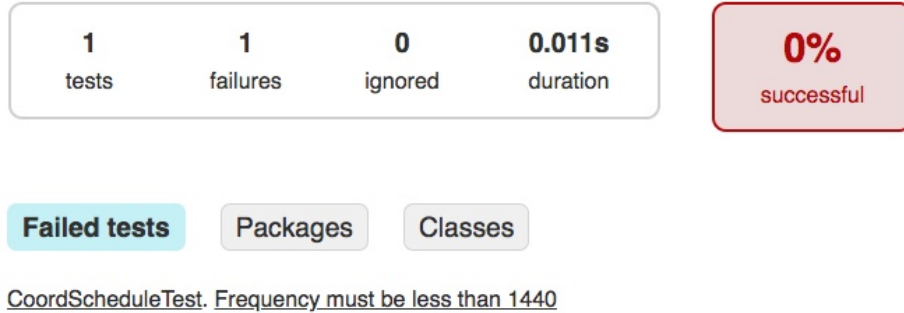 1 1 0 0.011s 0%
tests failures ignored duration successful
Failed tests Packages Classes
CoordScheduleTest. Frequency must be less than 1440